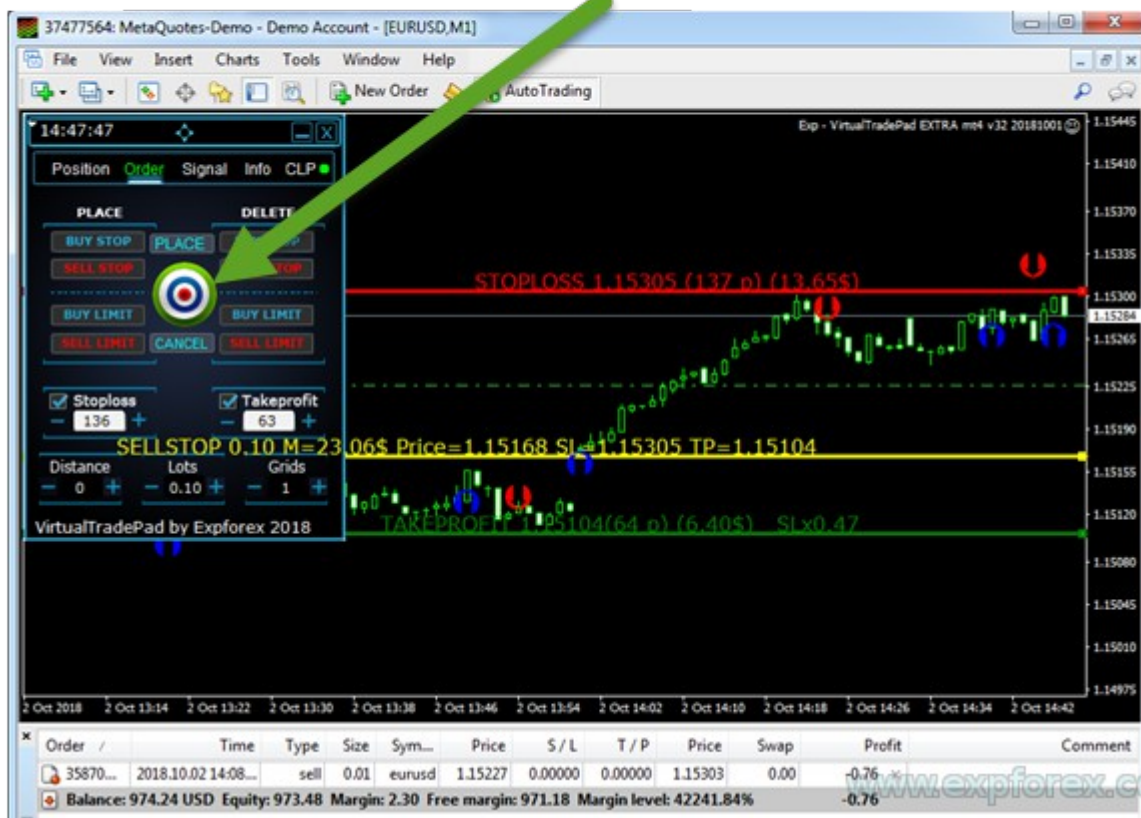 37477564: MetaQuotes-Demo - Demo Account - [EURUSD,M1]
File View Insert Charts Tools Window Help
New Order AutoTrading
14:47:47
Exp - VirtualTradePad EXTRA mt4 v32 20181001
Position Order Signal Info CLP
PLACE DELETE
BUY STOP PLACE
SELL STOP STOP
BUY LIMIT BUY LIMIT
SELL LIMIT CANCEL SELL LIMIT
Stoploss Takeprofit
- 136 + - 63 +
Distance Lots Grids
- 0 + - 0.10 + - 1 +
VirtualTradePad by Expforex 2018
STOPLOSS 1.15305 (137 p) (13.65$)
SELLSTOP 0.10 M=23.06$ Price=1.15168 SL=1.15305 TP=1.15104
TAKEPROFIT 1.15104(64 p) (6.40$) SLx0.47
1.15445
1.15410
1.15370
1.15335
1.15300
1.15284
1.15265
1.15225
1.15190
1.15155
1.15120
1.15080
1.15045
1.15010
1.14975
2 Oct 2018 2 Oct 13:14 2 Oct 13:22 2 Oct 13:30 2 Oct 13:38 2 Oct 13:46 2 Oct 13:54 2 Oct 14:02 2 Oct 14:10 2 Oct 14:18 2 Oct 14:26 2 Oct 14:34 2 Oct 14:42
Order / Time Type Size Sym... Price S / L T / P Price Swap Profit Comment
35870... 2018.10.02 14:08... sell 0.01 eurusd 1.15227 0.00000 0.00000 1.15303 0.00 -0.76
Balance: 974.24 USD Equity: 973.48 Margin: 2.30 Free margin: 971.18 Margin level: 42241.84% -0.76
www.expforex.c